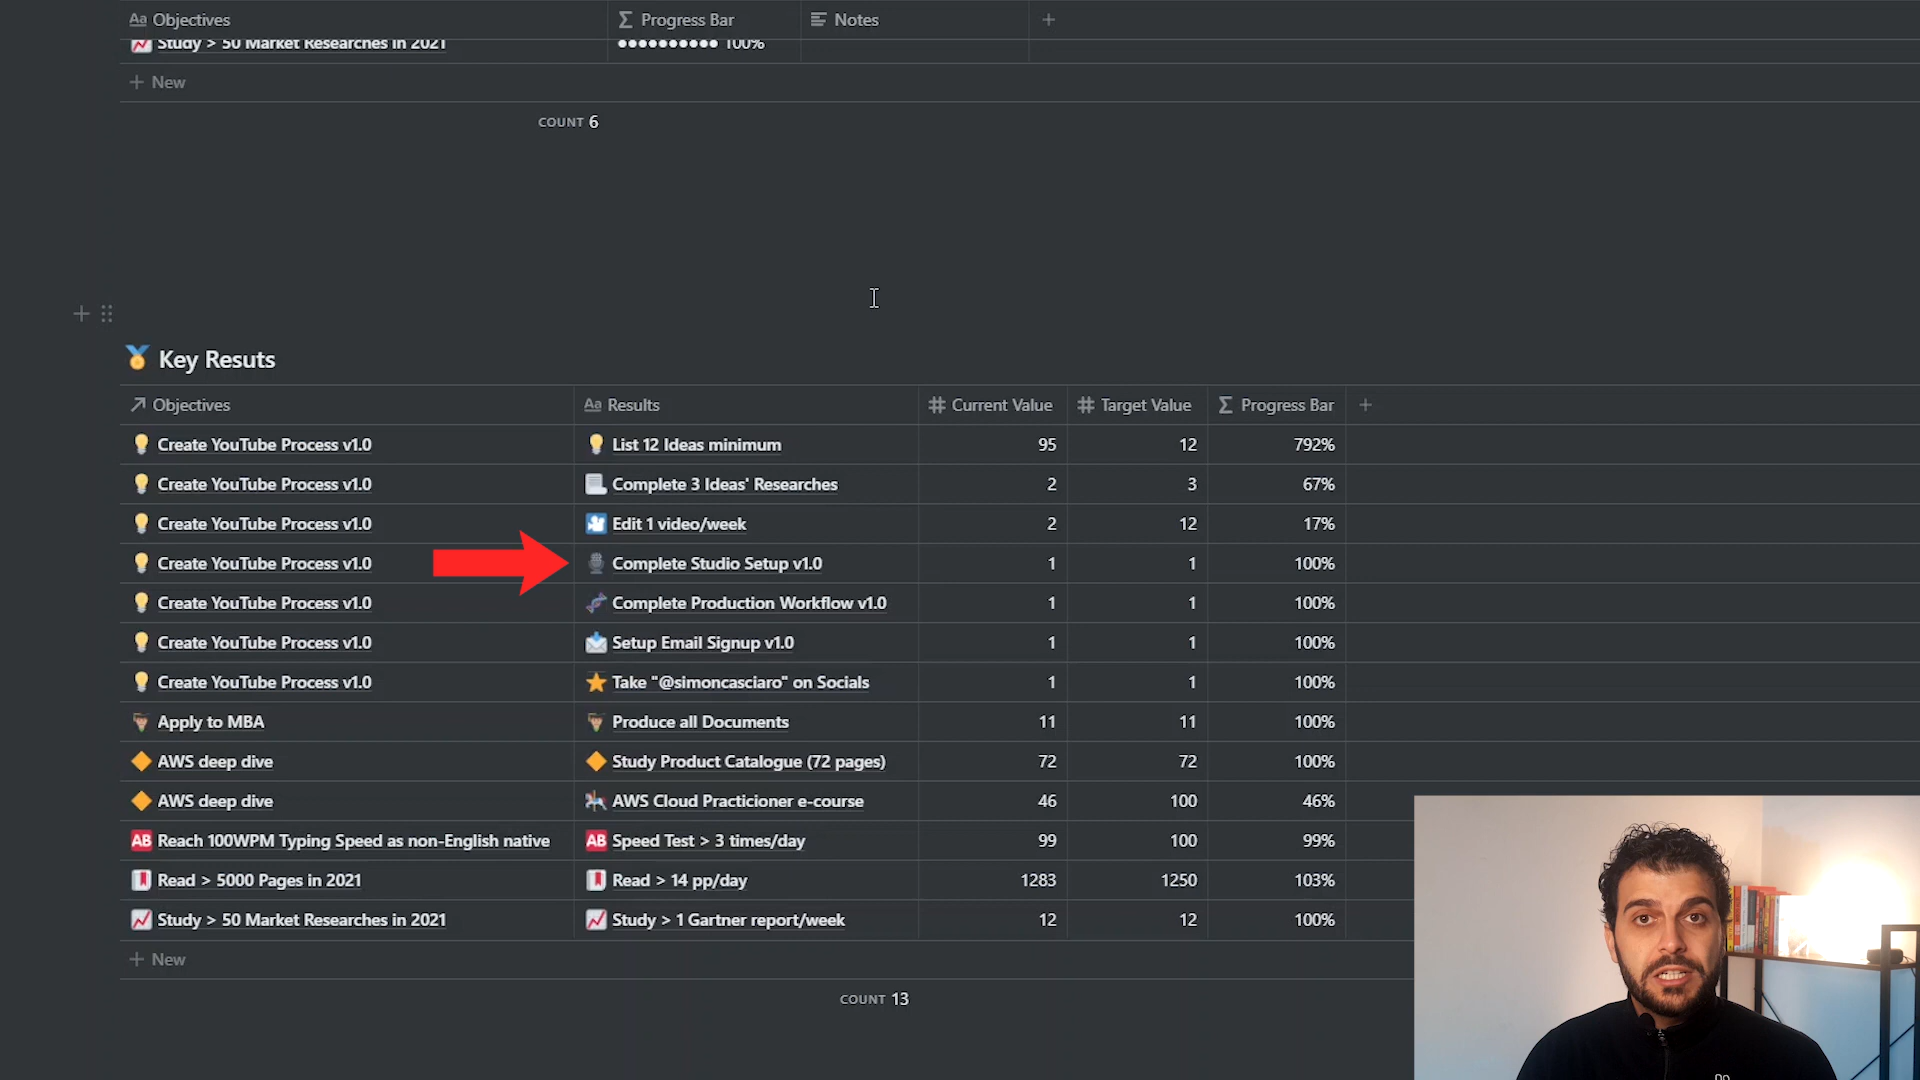 Objectives Progress Bar Notes
Study > 50 Market Researches in 2021 100%
New
COUNT 6
Key Resuts
Objectives Results Current Value Target Value Progress Bar
Create YouTube Process v1.0 List 12 Ideas minimum 95 12 792%
Create YouTube Process v1.0 Complete 3 Ideas' Researches 2 3 67%
Create YouTube Process v1.0 Edit 1 video/week 2 12 17%
Create YouTube Process v1.0 Complete Studio Setup v1.0 1 1 100%
Create YouTube Process v1.0 Complete Production Workflow v1.0 1 1 100%
Create YouTube Process v1.0 Setup Email Signup v1.0 1 1 100%
Create YouTube Process v1.0 Take "@simoncasciaro" on Socials 1 1 100%
Apply to MBA Produce all Documents 11 11 100%
AWS deep dive Study Product Catalogue (72 pages) 72 72 100%
AWS deep dive AWS Cloud Practicioner e-course 46 100 46%
AB Reach 100WPM Typing Speed as non-English native AB Speed Test > 3 times/day 99 100 99%
Read > 5000 Pages in 2021 Read > 14 pp/day 1283 1250 103%
Study > 50 Market Researches in 2021 Study > 1 Gartner report/week 12 12 100%
New
COUNT 13